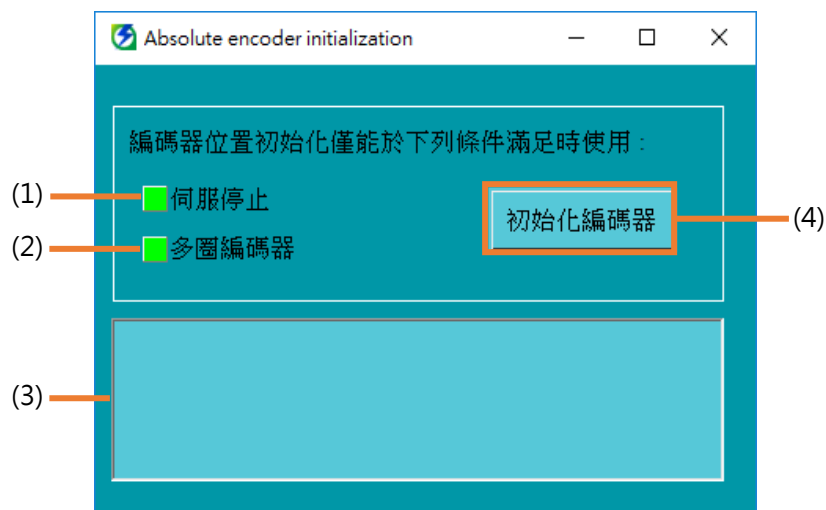 Absolute encoder initialization
編碼器位置初始化僅能於下列條件滿足時使用：
(1)
伺服停止
初始化編碼器
(4)
(2)
多圈編碼器
(3)